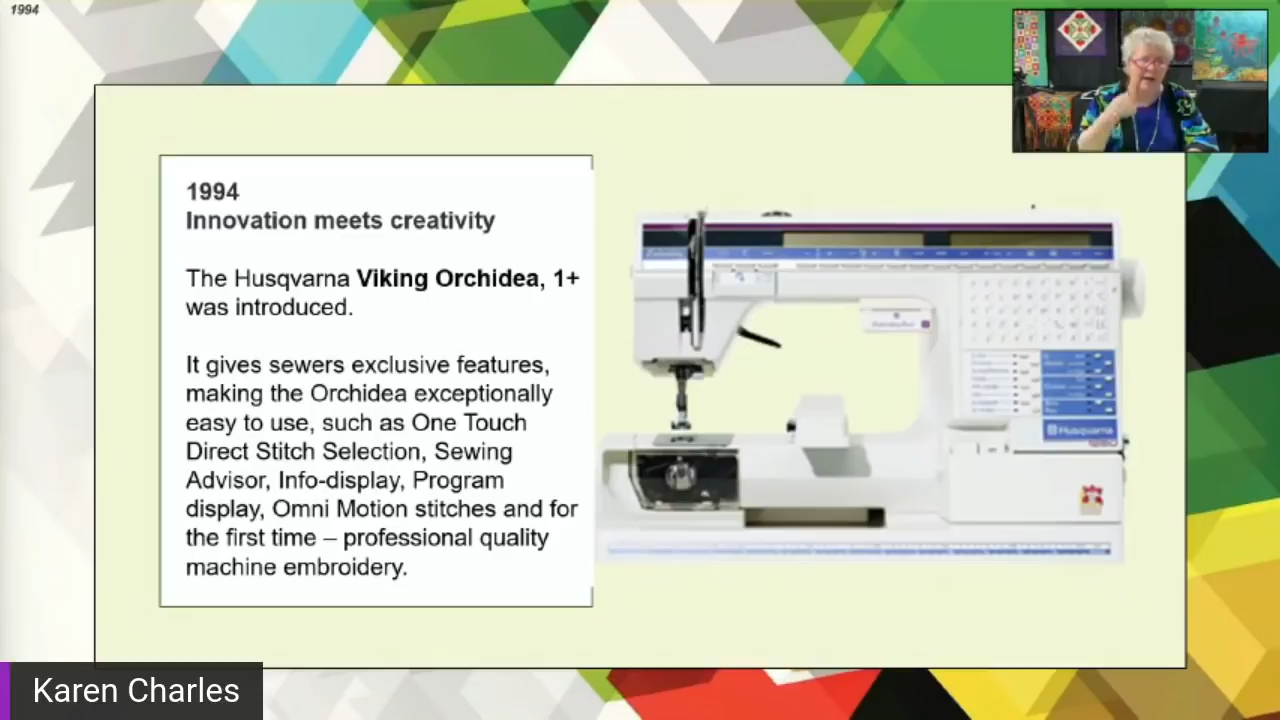 1994
1994
Innovation meets creativity
The Husqvarna Viking Orchidea, 1+
was introduced.
It gives sewers exclusive features,
making the Orchidea exceptionally
easy to use, such as One Touch
Direct Stitch Selection, Sewing
Advisor, Info-display, Program
display, Omni Motion stitches and for
the first time – professional quality
machine embroidery.
Husqvarna
Karen Charles